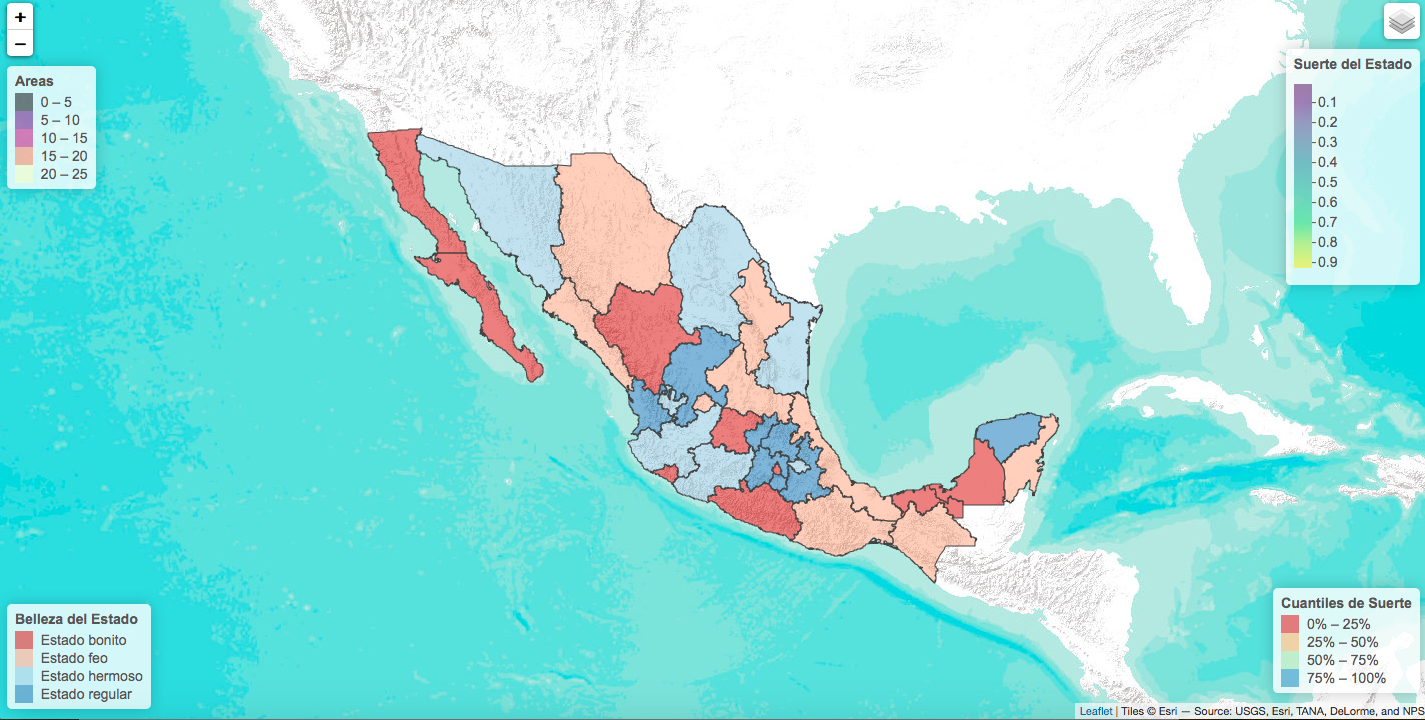 +
−
Areas
0 – 5
5 – 10
10 – 15
15 – 20
20 – 25
Suerte del Estado
0.1
0.2
0.3
0.4
0.5
0.6
0.7
0.8
0.9
Belleza del Estado
Estado bonito
Estado feo
Estado hermoso
Estado regular
Cuantiles de Suerte
0% – 25%
25% – 50%
50% – 75%
75% – 100%
Leaflet | Tiles © Esri — Source: USGS, Esri, TANA, DeLorme, and NPS